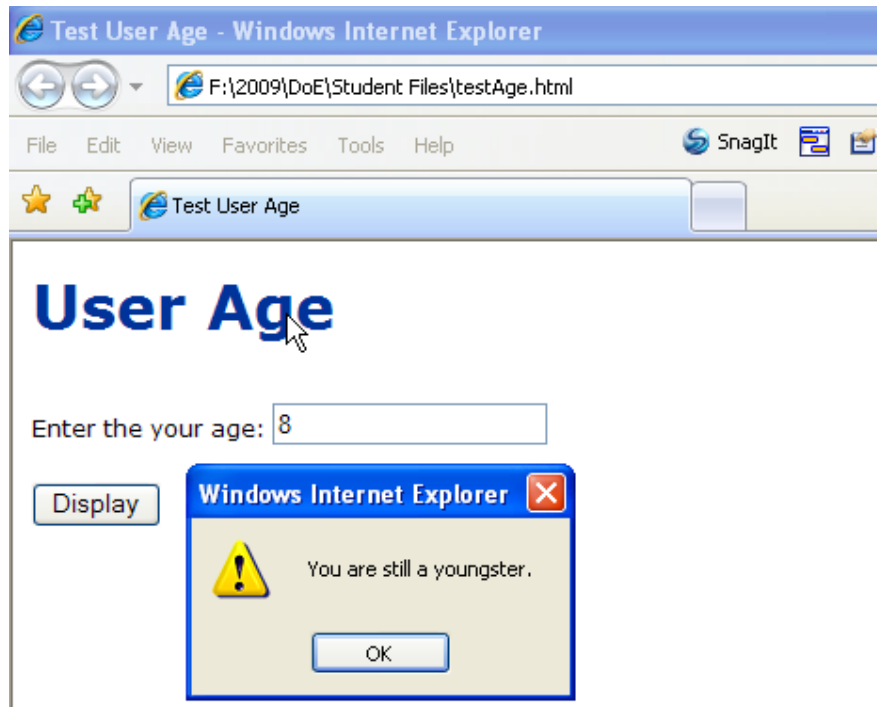 Test User Age - Windows Internet Explorer
F:\2009\DoE\Student Files\testAge.html
File Edit View Favorites Tools Help SnagIt
Test User Age
User Age
Enter the your age: 8
Display
Windows Internet Explorer
You are still a youngster.
OK